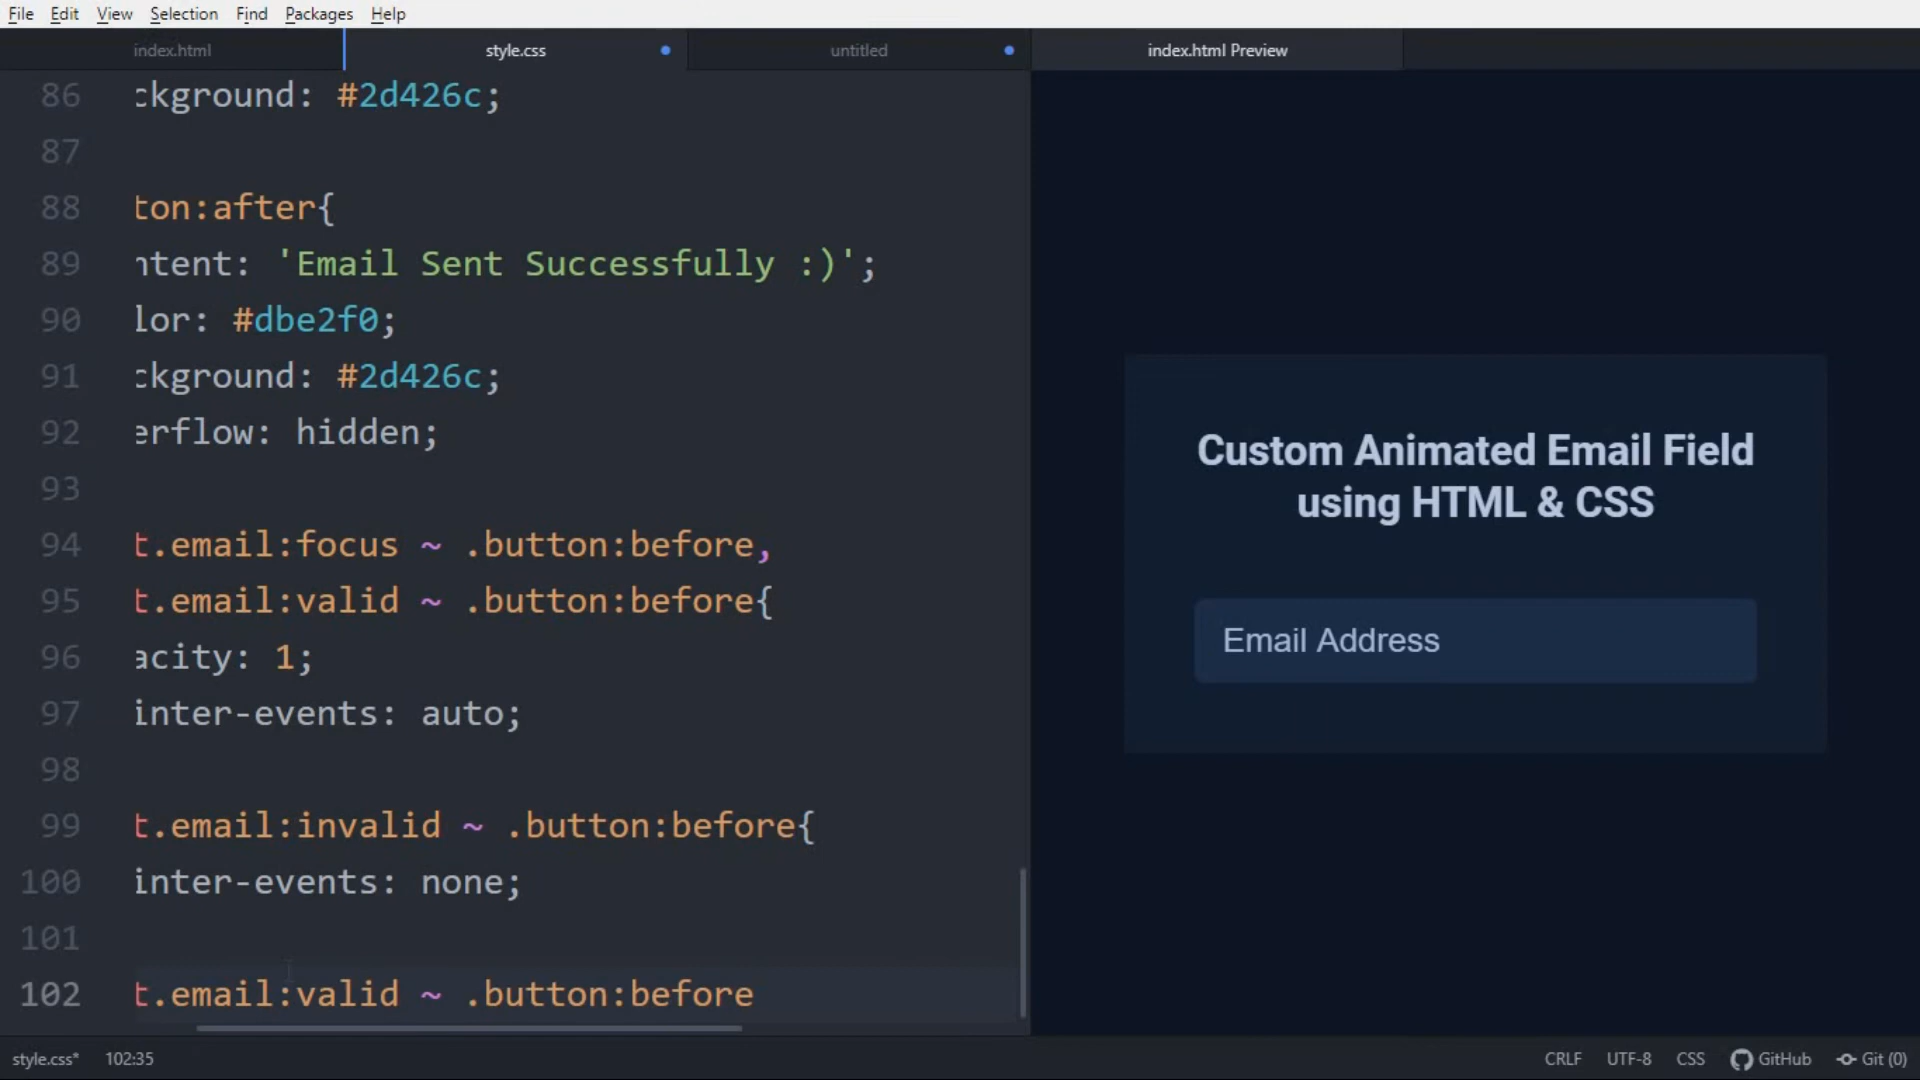 File Edit View Selection Find Packages Help
index.html style.css untitled index.html Preview
86 ckground: #2d426c;
87
88 ton:after{
89 ntent: 'Email Sent Successfully :)';
90 lor: #dbe2f0;
91 ckground: #2d426c;
92 erflow: hidden;
93
94 t.email:focus ~ .button:before,
95 t.email:valid ~ .button:before{
96 acity: 1;
97 inter-events: auto;
98
99 t.email:invalid ~ .button:before{
100 inter-events: none;
101
102 t.email:valid ~ .button:before
Custom Animated Email Field
using HTML & CSS
Email Address
style.css* 102:35 CRLF UTF-8 CSS GitHub Git (0)